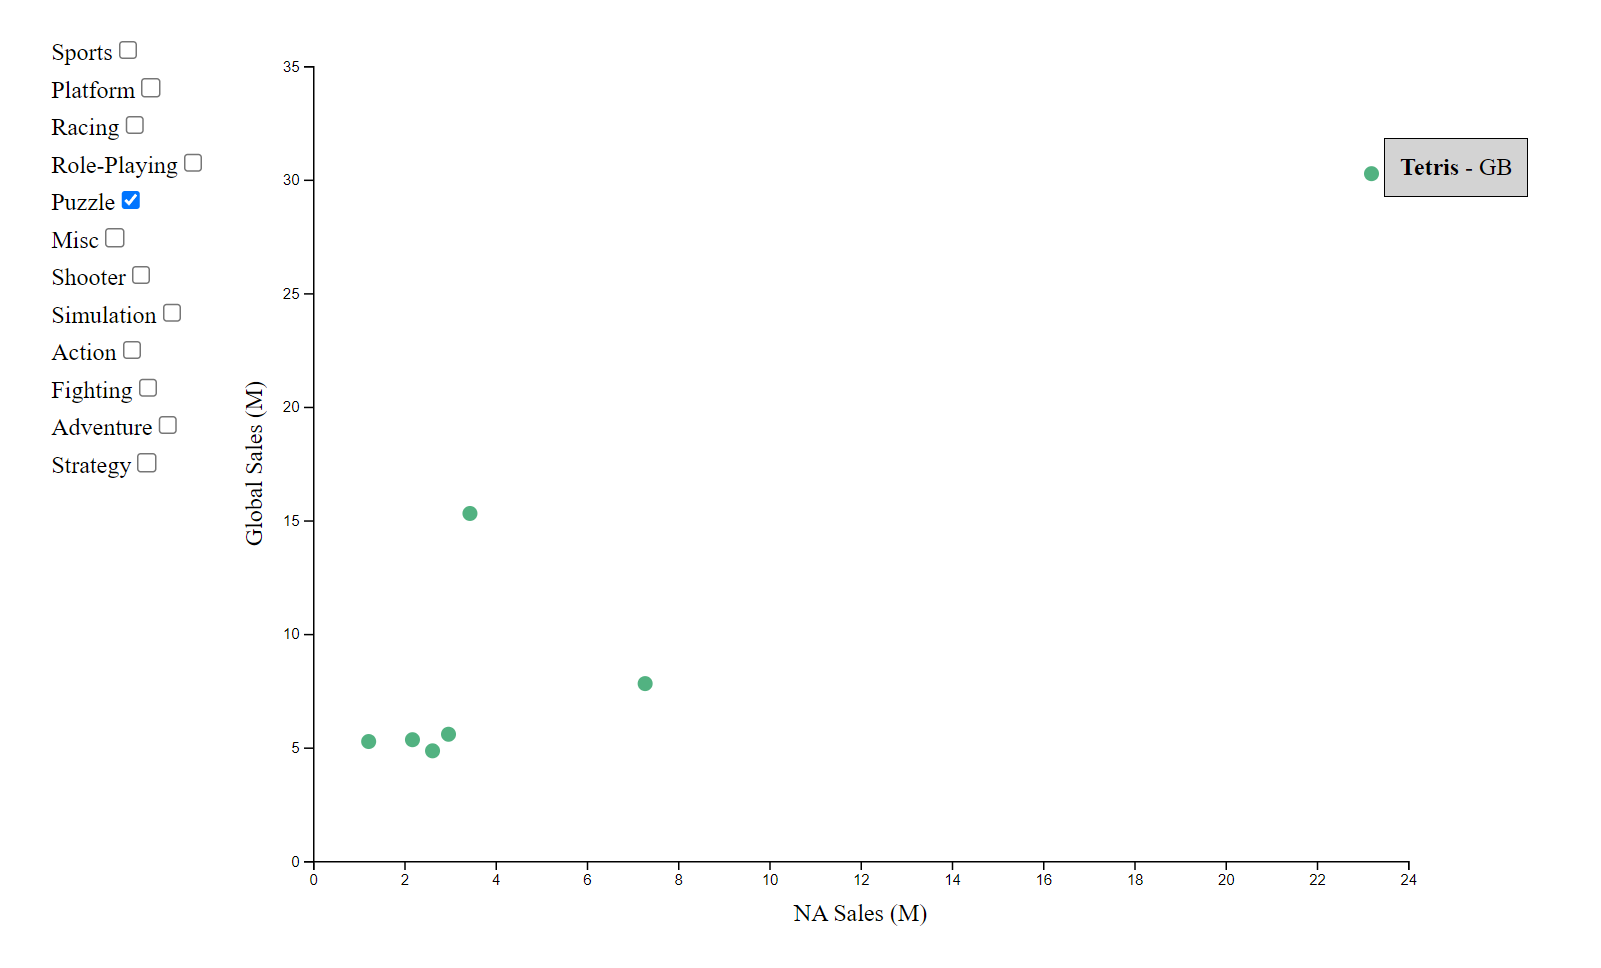 Sports
Platform
Racing
Role-Playing
Puzzle
Misc
Shooter
Simulation
Action
Fighting
Adventure
Strategy
Global Sales (M)
35
30
25
20
15
10
5
0
Tetris - GB
0 2 4 6 8 10 12 14 16 18 20 22 24
NA Sales (M)